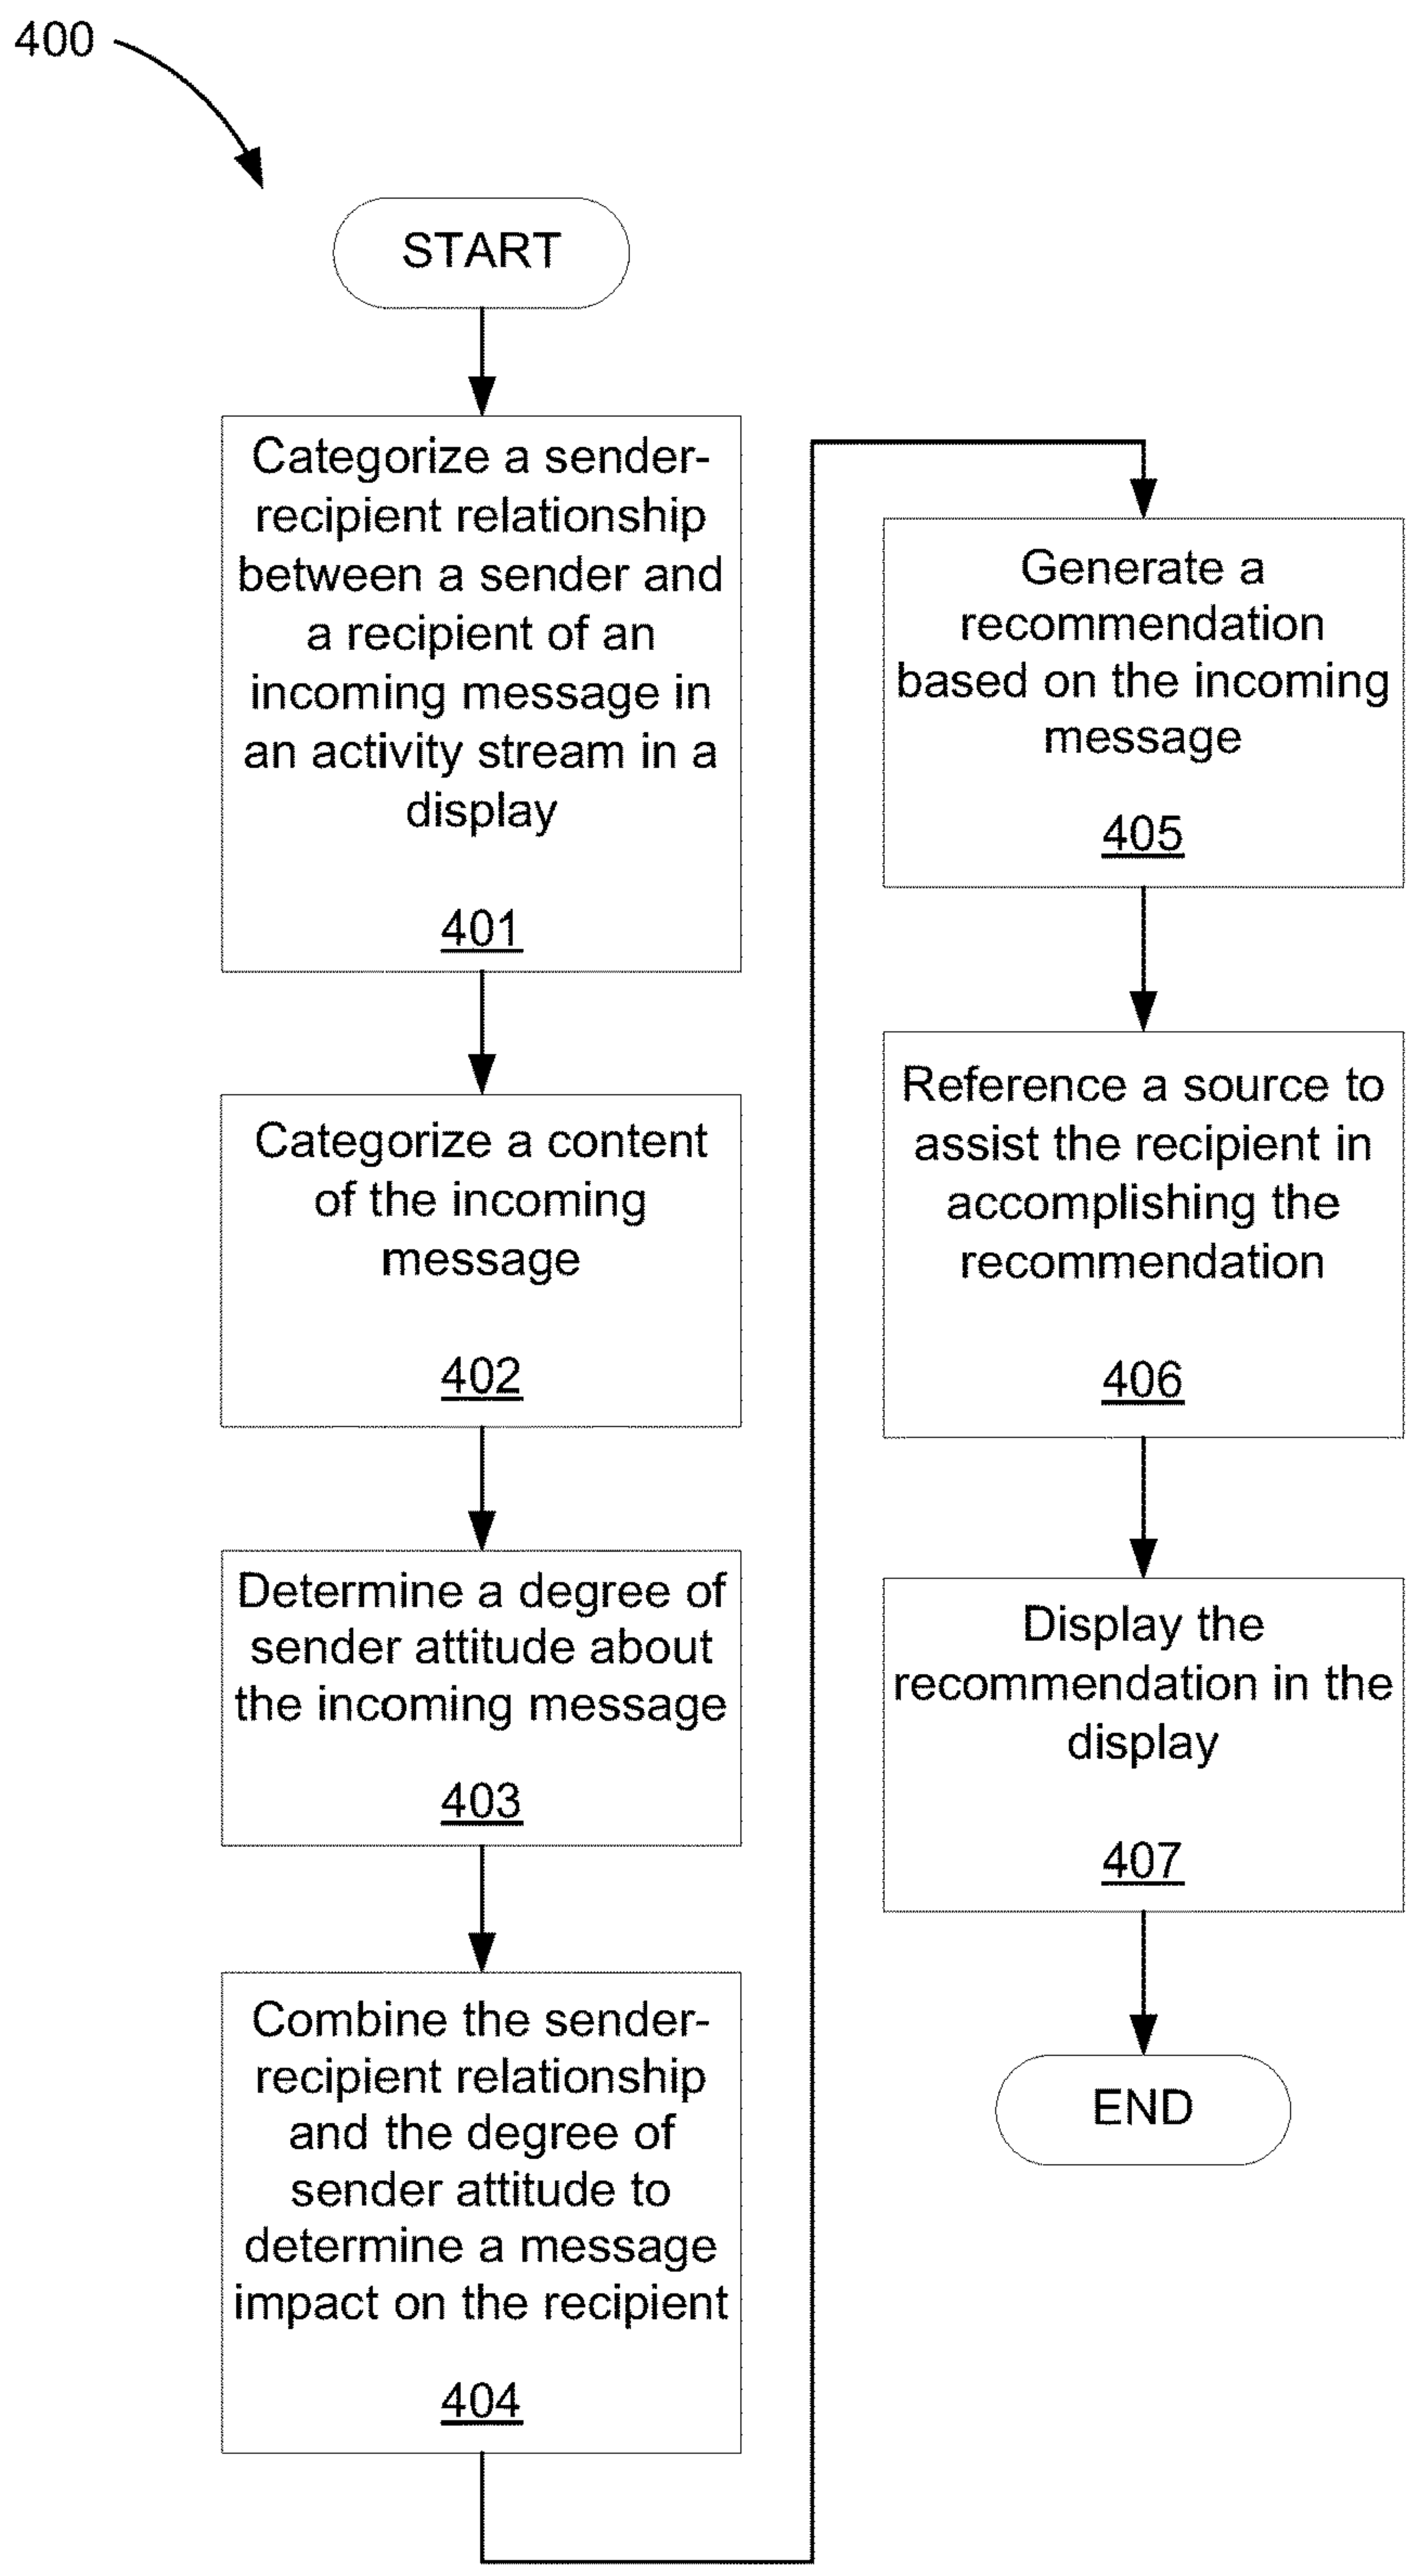 400
START
Categorize a sender-
recipient relationship
between a sender and
a recipient of an
incoming message in
an activity stream in a
display
401
Categorize a content
of the incoming
message
402
Determine a degree of
sender attitude about
the incoming message
403
Combine the sender-
recipient relationship
and the degree of
sender attitude to
determine a message
impact on the recipient
404
Generate a
recommendation
based on the incoming
message
405
Reference a source to
assist the recipient in
accomplishing the
recommendation
406
Display the
recommendation in the
display
407
END